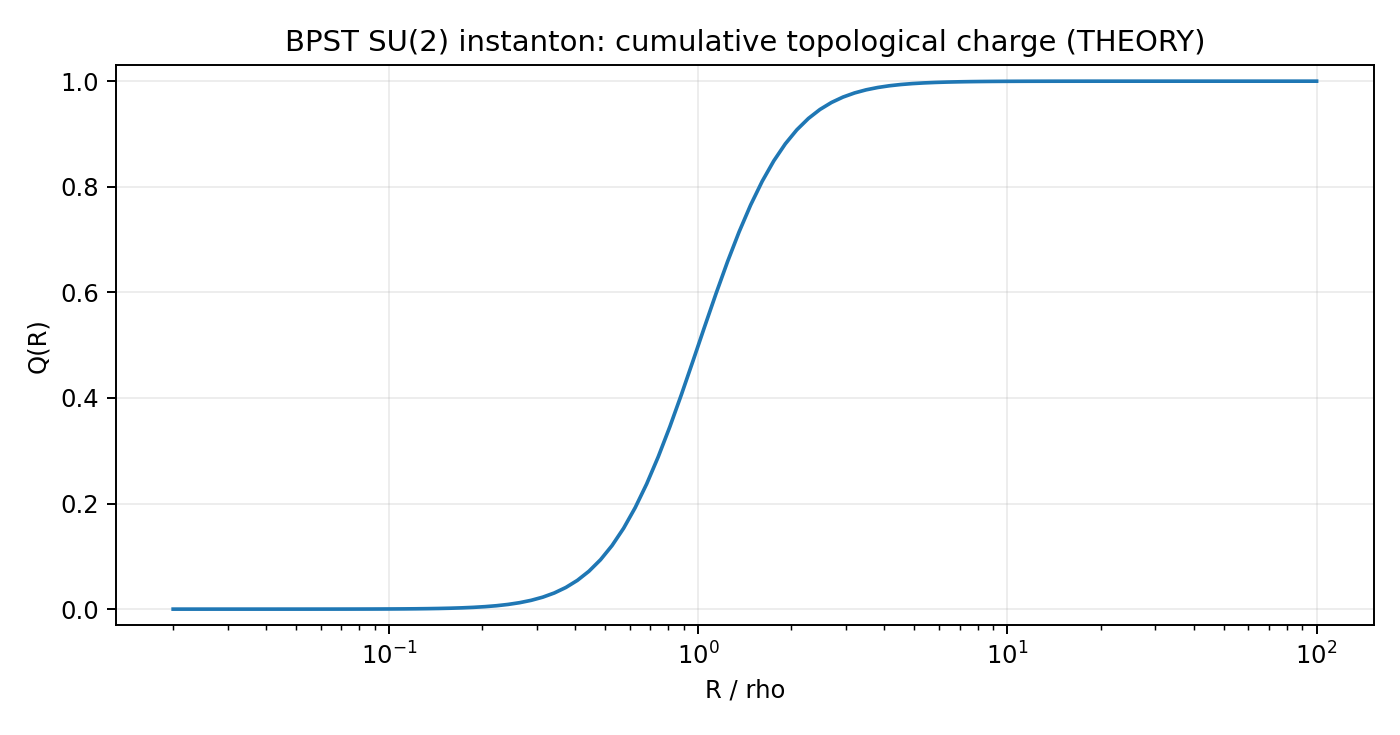 BPST SU(2) instanton: cumulative topological charge (THEORY)
1.0
0.8
0.6
0.4
0.2
0.0
Q(R)
10⁻¹ 10⁰ 10¹ 10²
R / rho